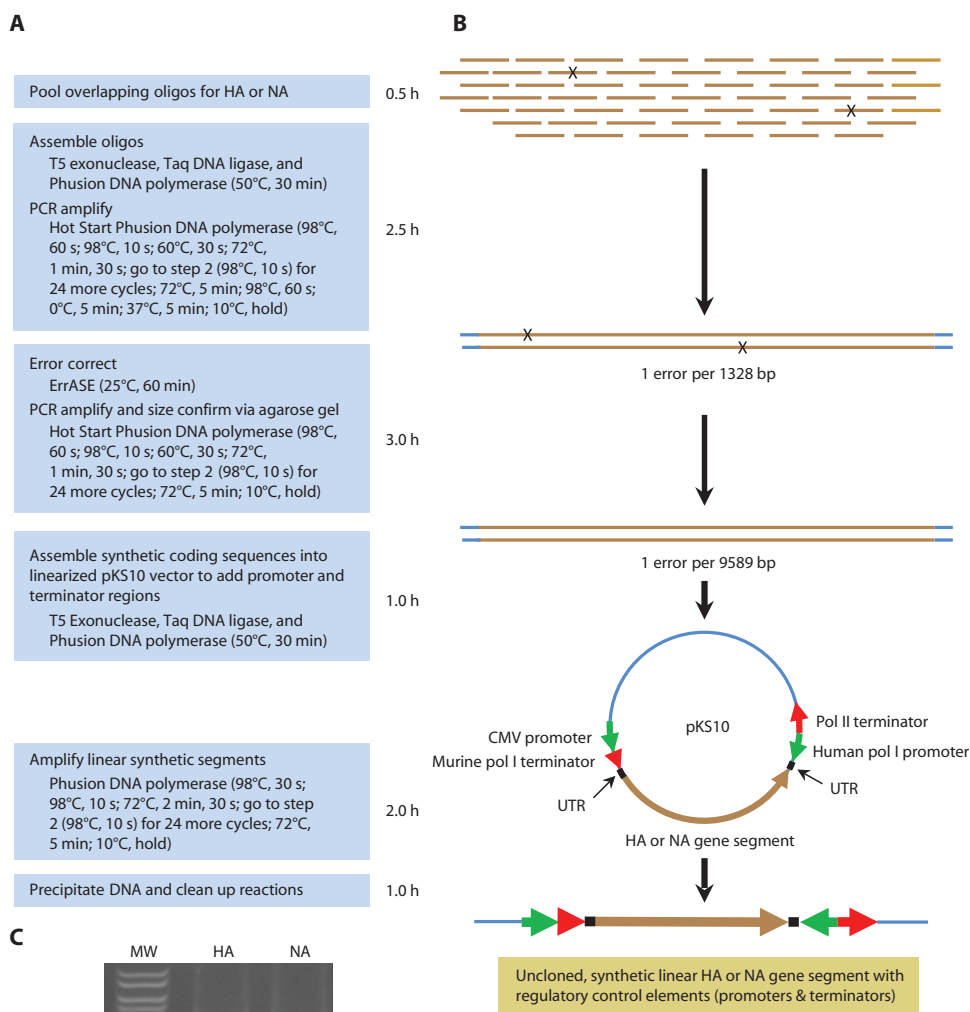 A
Pool overlapping oligos for HA or NA
0.5 h
Assemble oligos
T5 exonuclease, Taq DNA ligase, and
Phusion DNA polymerase (50°C, 30 min)
PCR amplify
Hot Start Phusion DNA polymerase (98°C,
60 s; 98°C, 10 s; 60°C, 30 s; 72°C,
1 min, 30 s; go to step 2 (98°C, 10 s) for
24 more cycles; 72°C, 5 min; 98°C, 60 s;
0°C, 5 min; 37°C, 5 min; 10°C, hold)
2.5 h
Error correct
ErrASE (25°C, 60 min)
PCR amplify and size confirm via agarose gel
Hot Start Phusion DNA polymerase (98°C,
60 s; 98°C, 10 s; 60°C, 30 s; 72°C,
1 min, 30 s; go to step 2 (98°C, 10 s) for
24 more cycles; 72°C, 5 min; 10°C, hold)
3.0 h
Assemble synthetic coding sequences into
linearized pKS10 vector to add promoter and
terminator regions
T5 Exonuclease, Taq DNA ligase, and
Phusion DNA polymerase (50°C, 30 min)
1.0 h
Amplify linear synthetic segments
Phusion DNA polymerase (98°C, 30 s;
98°C, 10 s; 72°C, 2 min, 30 s; go to step
2 (98°C, 10 s) for 24 more cycles; 72°C,
5 min; 10°C, hold)
2.0 h
Precipitate DNA and clean up reactions
1.0 h
B
X
X
X
X
1 error per 1328 bp
1 error per 9589 bp
pKS10
CMV promoter
Murine pol I terminator
UTR
Pol II terminator
Human pol I promoter
UTR
HA or NA gene segment
Uncloned, synthetic linear HA or NA gene segment with
regulatory control elements (promoters & terminators)
C
MW
HA
NA